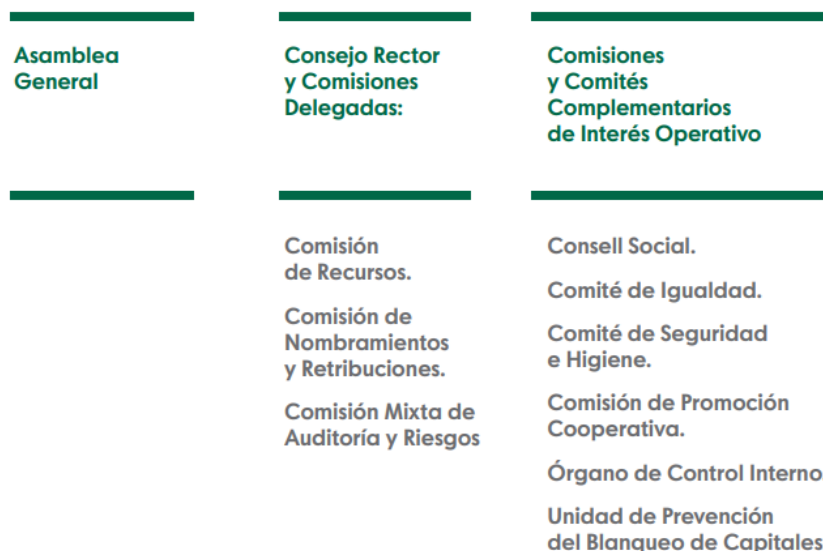 Asamblea
General
Consejo Rector
y Comisiones
Delegadas:
Comisiones
y Comités
Complementarios
de Interés Operativo
Comisión
de Recursos.
Comisión de
Nombramientos
y Retribuciones.
Comisión Mixta de
Auditoría y Riesgos
Consell Social.
Comité de Igualdad.
Comité de Seguridad
e Higiene.
Comisión de Promoción
Cooperativa.
Órgano de Control Interno
Unidad de Prevención
del Blanqueo de Capitales